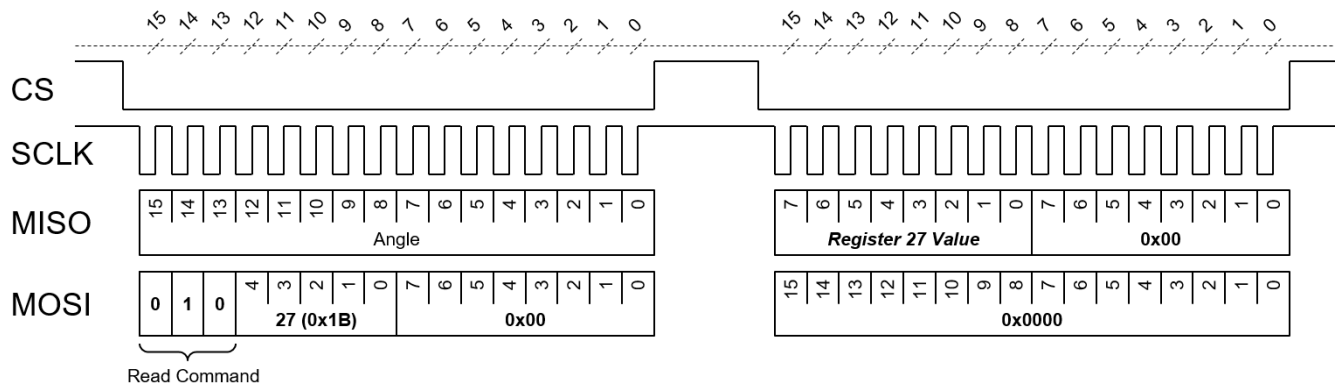 15 14 13 12 11 10 9 8 7 6 5 4 3 2 1 0 15 14 13 12 11 10 9 8 7 6 5 4 3 2 1 0
CS
SCLK
MISO
15 14 13 12 11 10 9 8 7 6 5 4 3 2 1 0 7 6 5 4 3 2 1 0 7 6 5 4 3 2 1 0
Angle Register 27 Value 0x00
MOSI
0 1 0 4 3 2 1 0 7 6 5 4 3 2 1 0 15 14 13 12 11 10 9 8 7 6 5 4 3 2 1 0
27 (0x1B) 0x00 0x0000
Read Command